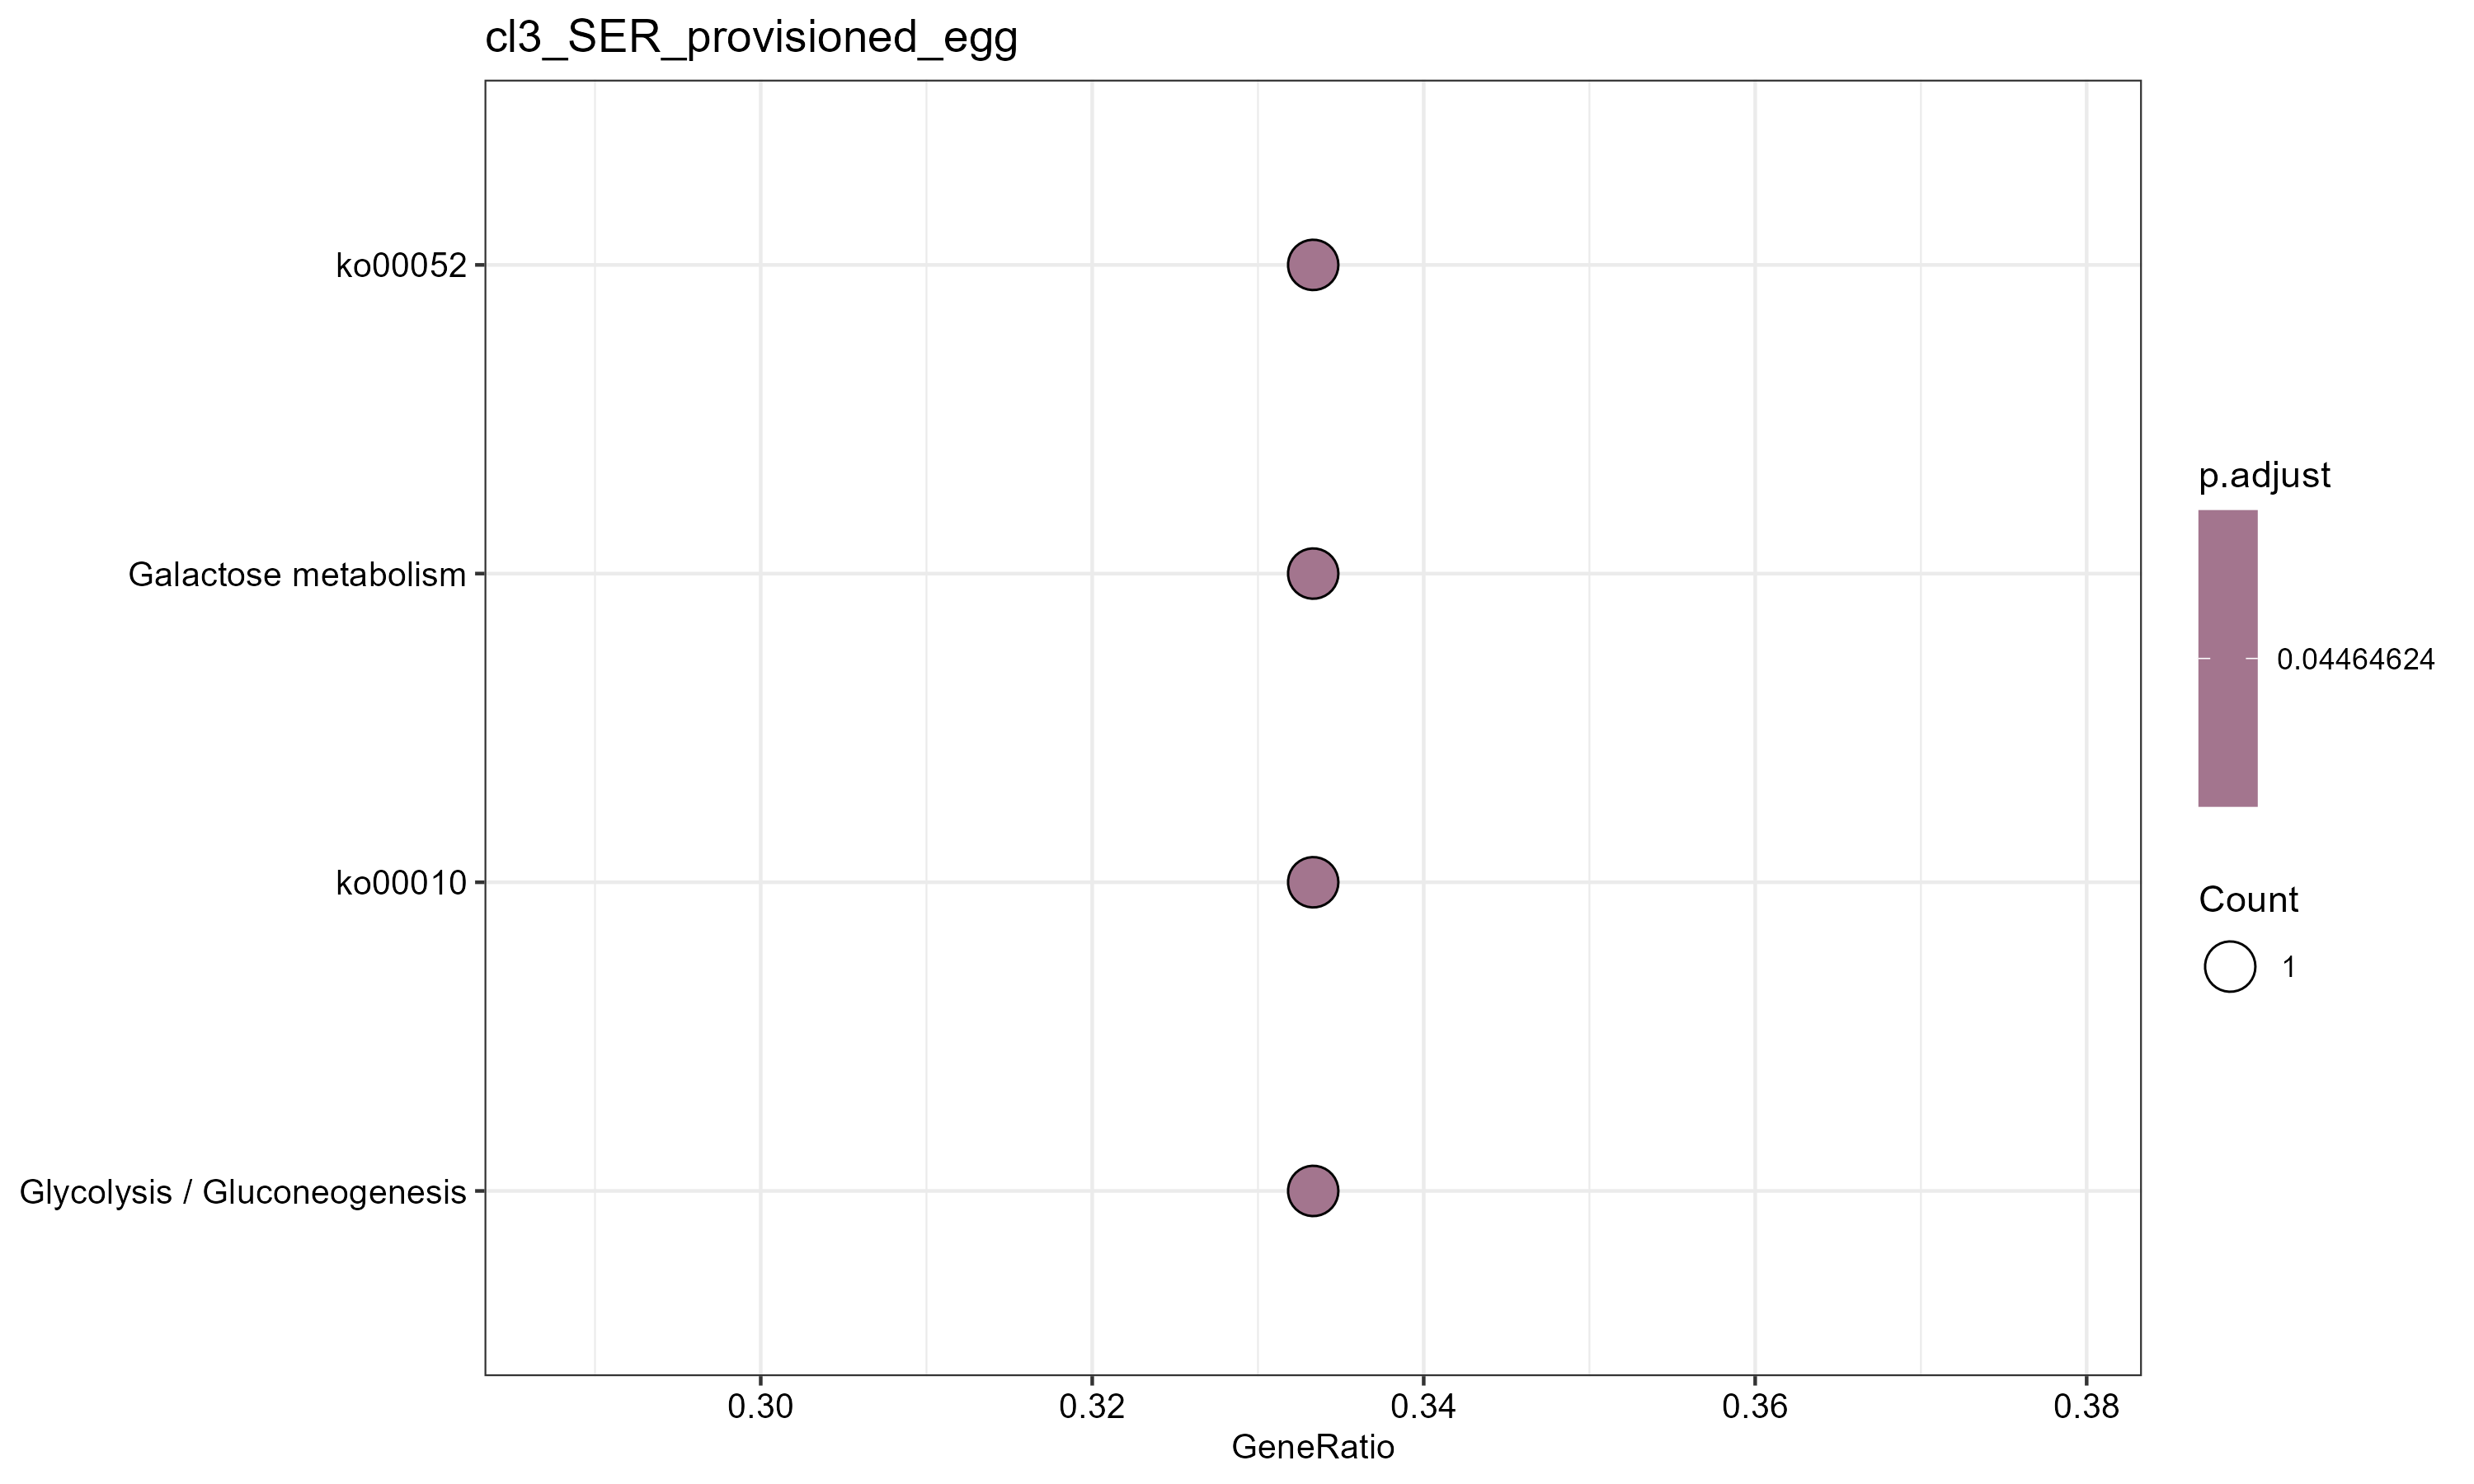 cl3_SER_provisioned_egg
ko00052
Galactose metabolism
ko00010
Glycolysis / Gluconeogenesis
0.30 0.32 0.34 0.36 0.38
GeneRatio
p.adjust
0.04464624
Count
1